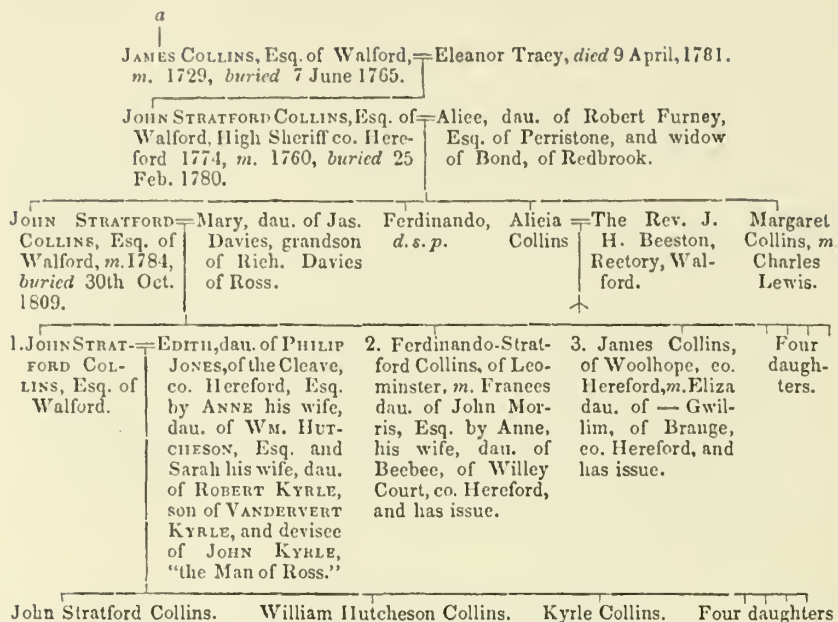 a
JAMES COLLINS, Esq. of Walford, = Eleanor Tracy, died 9 April, 1781.
m. 1729, buried 7 June 1765.
JOHN STRATFORD COLLINS, Esq. of
Walford, High Sheriff co. Here-
ford 1774, m. 1760, buried 25
Feb. 1780.
= Alice, dau. of Robert Furney,
Esq. of Perristone, and widow
of Bond, of Redbrook.
JOHN STRATFORD
COLLINS, Esq. of
Walford, m. 1784,
buried 30th Oct.
1809.
= Mary, dau. of Jas.
Davies, grandson
of Rich. Davies
of Ross.
Ferdinando,
d. s. p.
Alicia
Collins
= The Rev. J.
H. Beeston,
Rectory, Wal-
ford.
Margaret
Collins, m
Charles
Lewis.
1. JOHN STRAT-
FORD COL-
LINS, Esq. of
Walford.
= EDITH, dau. of PHILIP
JONES, of the Cleave,
co. Hereford, Esq.
by ANNE his wife,
dau. of WM. HUT-
CHESON, Esq. and
Sarah his wife, dau.
of ROBERT KYRLE,
son of VANDERVERT
KYRLE, and devisee
of JOHN KYRLE,
"the Man of Ross."
2. Ferdinando-Strat-
ford Collins, of Leo-
minster, m. Frances
dau. of John Mor-
ris, Esq. by Anne,
his wife, dau. of
Beebee, of Willey
Court, co. Hereford,
and has issue.
3. James Collins,
of Woolhope, co.
Hereford, m. Eliza
dau. of — Gwil-
lim, of Brange,
co. Hereford, and
has issue.
Four
daugh-
ters.
John Stratford Collins. William Hutcheson Collins. Kyrle Collins. Four daughters